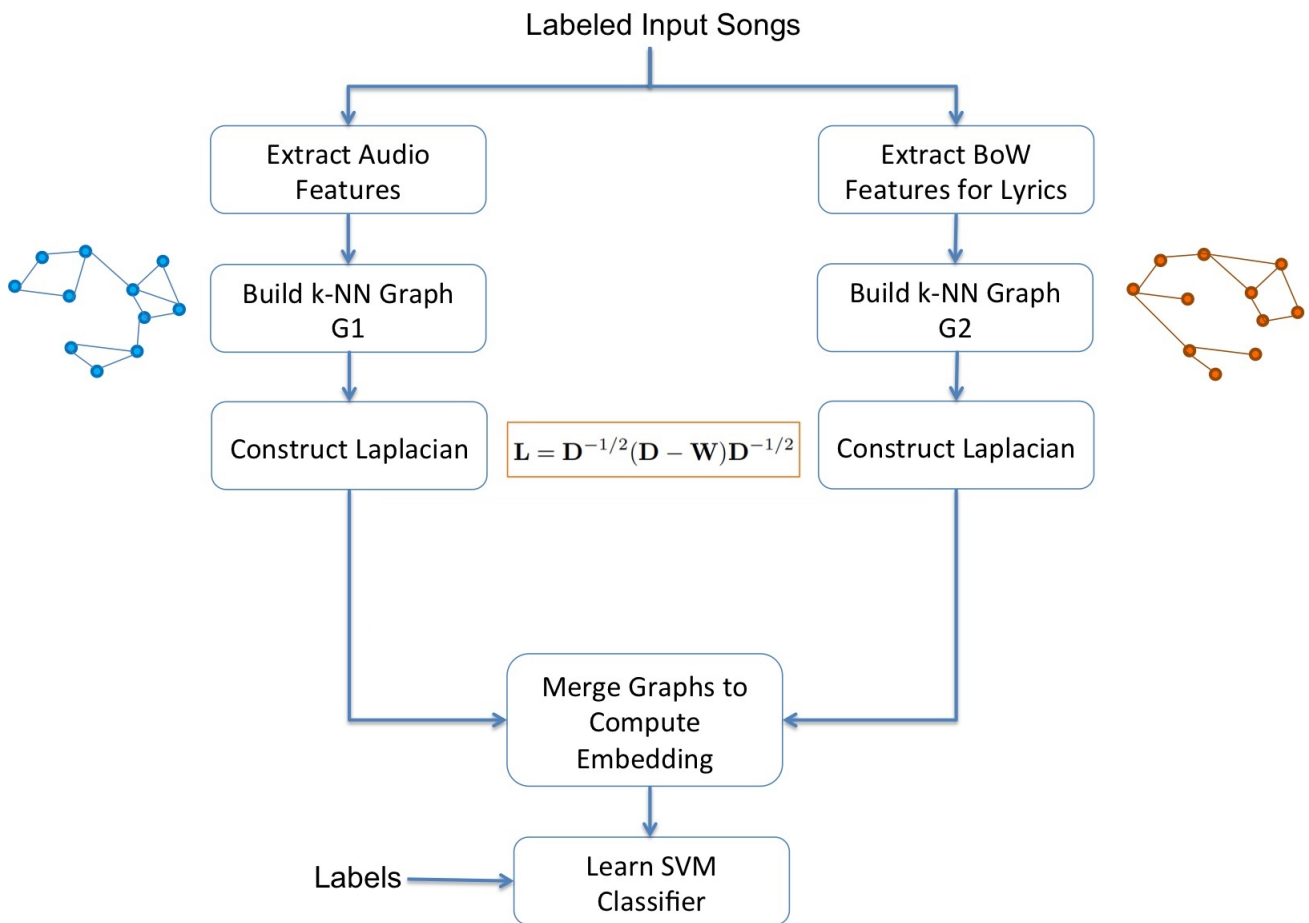 Labeled Input Songs
Extract Audio
Features
Extract BoW
Features for Lyrics
Build k-NN Graph
G1
Build k-NN Graph
G2
Construct Laplacian
L = D^{-1/2}(D − W)D^{-1/2}
Construct Laplacian
Merge Graphs to
Compute
Embedding
Labels
Learn SVM
Classifier